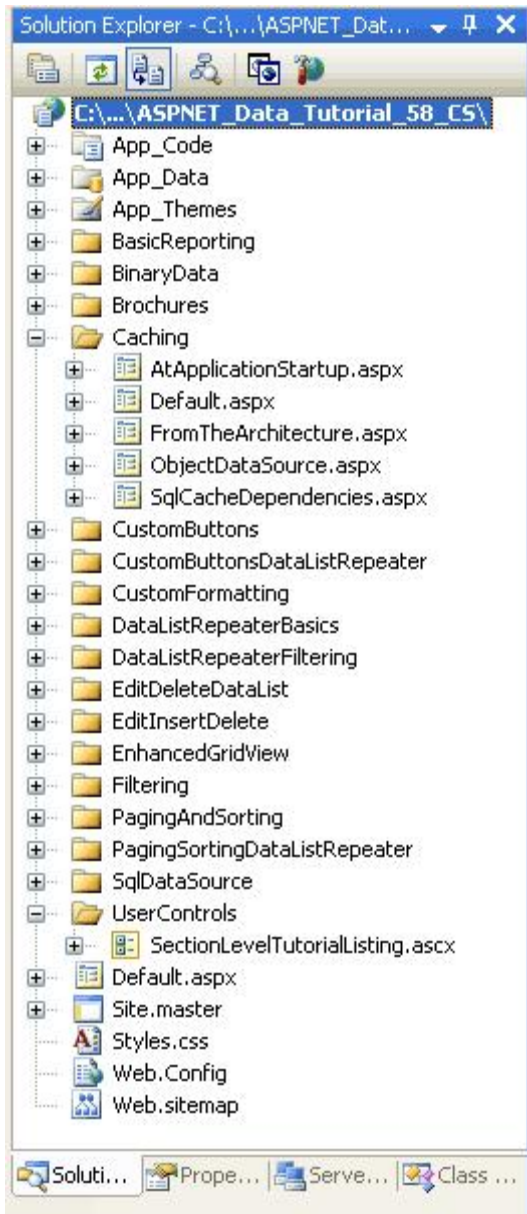 Solution Explorer - C:\...\ASPNET_Dat...
C:\...\ASPNET_Data_Tutorial_58_CS\
App_Code
App_Data
App_Themes
BasicReporting
BinaryData
Brochures
Caching
AtApplicationStartup.aspx
Default.aspx
FromTheArchitecture.aspx
ObjectDataSource.aspx
SqlCacheDependencies.aspx
CustomButtons
CustomButtonsDataListRepeater
CustomFormatting
DataListRepeaterBasics
DataListRepeaterFiltering
EditDeleteDataList
EditInsertDelete
EnhancedGridView
Filtering
PagingAndSorting
PagingSortingDataListRepeater
SqlDataSource
UserControls
SectionLevelTutorialListing.ascx
Default.aspx
Site.master
Styles.css
Web.Config
Web.sitemap
Soluti... Prope... Serve... Class ...